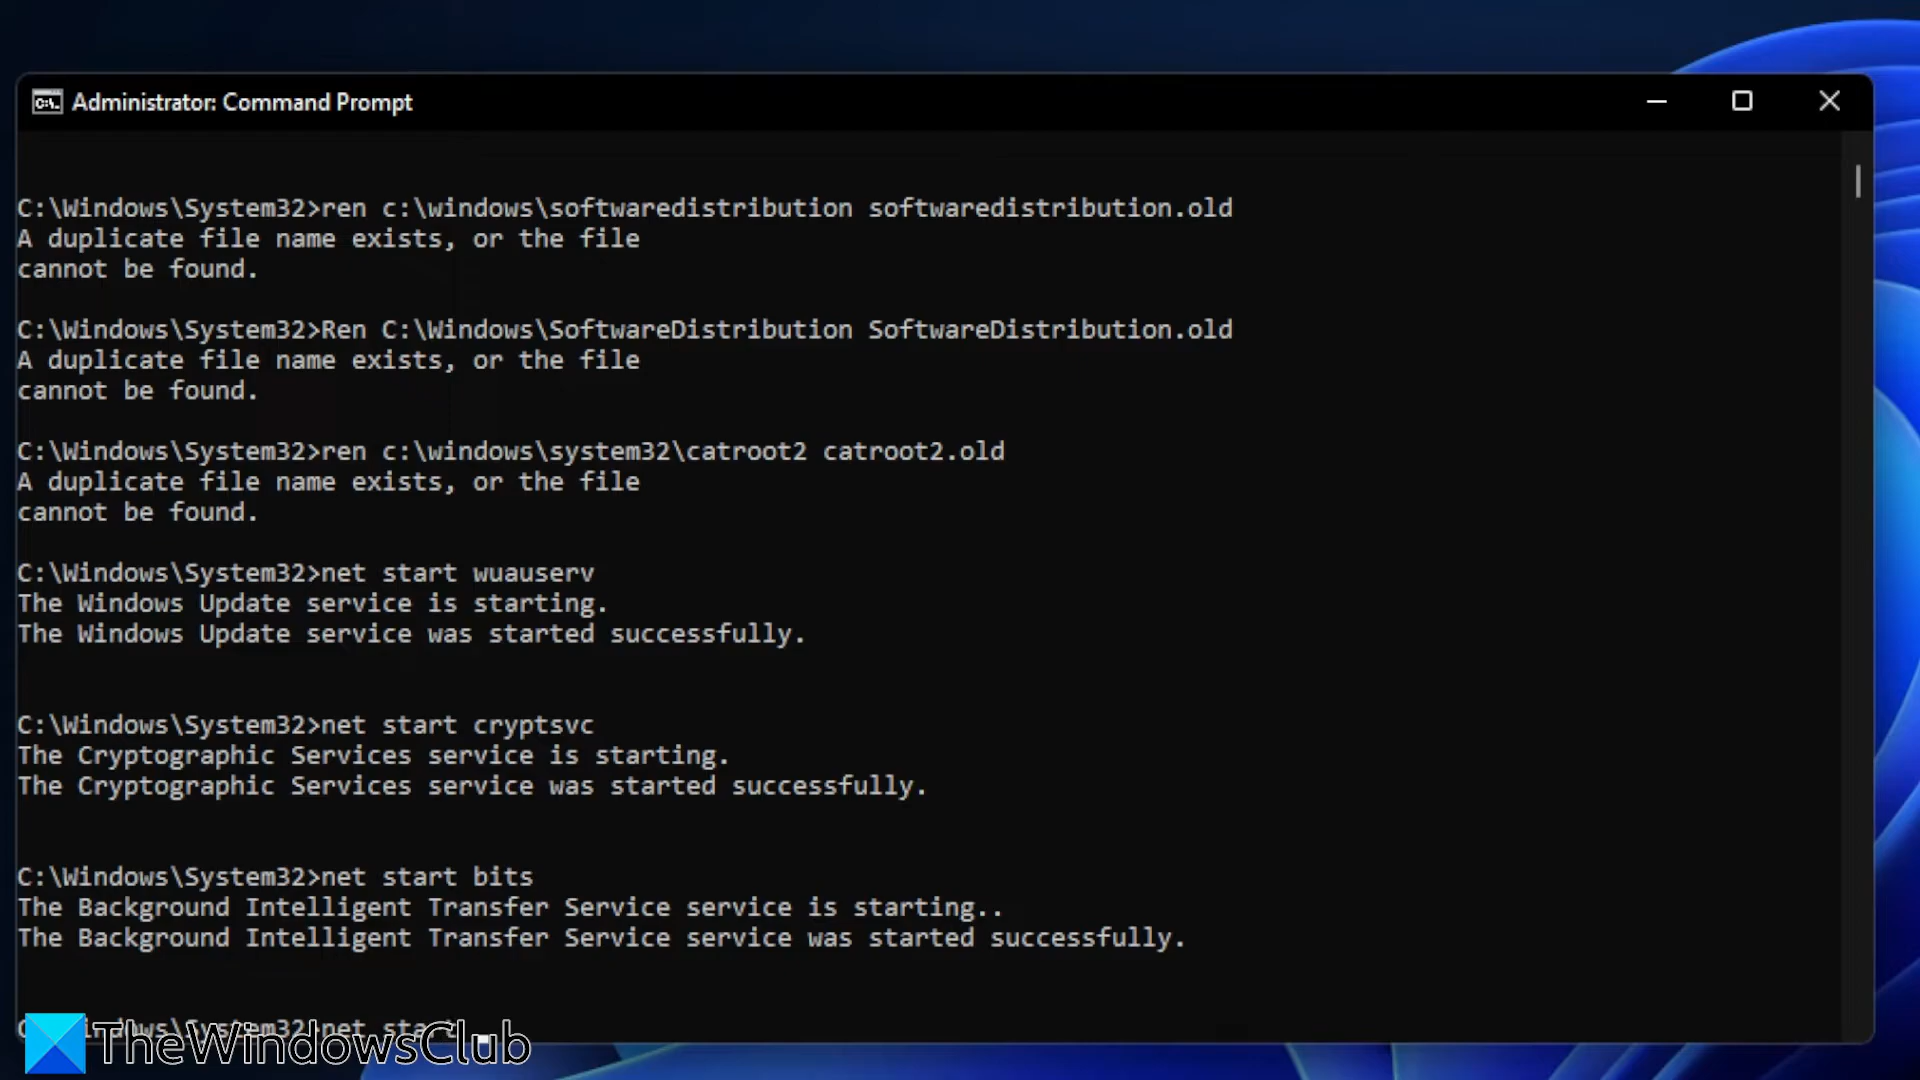 Administrator: Command Prompt
C:\Windows\System32>ren c:\windows\softwaredistribution softwaredistribution.old
A duplicate file name exists, or the file
cannot be found.
C:\Windows\System32>Ren C:\Windows\SoftwareDistribution SoftwareDistribution.old
A duplicate file name exists, or the file
cannot be found.
C:\Windows\System32>ren c:\windows\system32\catroot2 catroot2.old
A duplicate file name exists, or the file
cannot be found.
C:\Windows\System32>net start wuauserv
The Windows Update service is starting.
The Windows Update service was started successfully.
C:\Windows\System32>net start cryptsvc
The Cryptographic Services service is starting.
The Cryptographic Services service was started successfully.
C:\Windows\System32>net start bits
The Background Intelligent Transfer Service service is starting..
The Background Intelligent Transfer Service service was started successfully.
TheWindowsClub